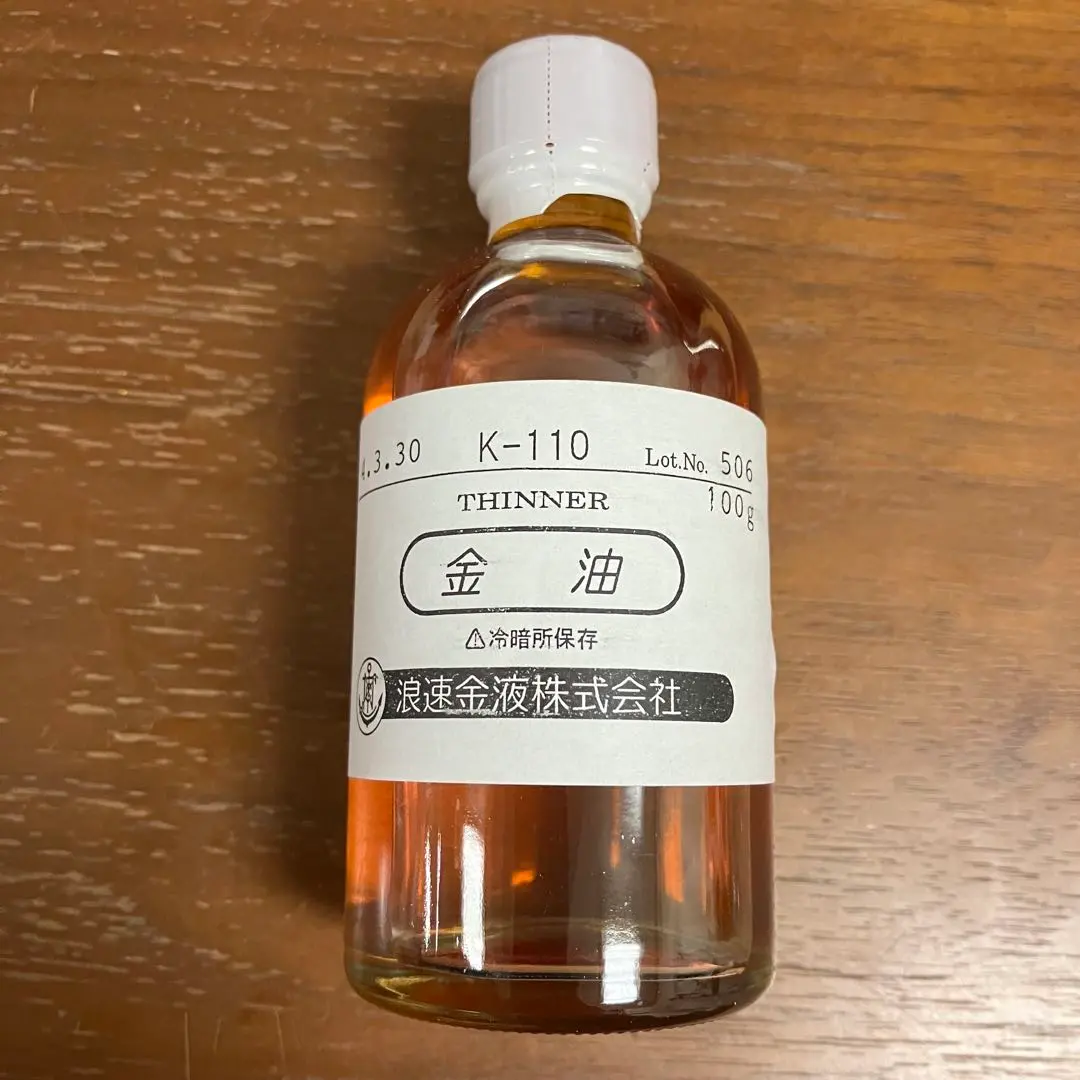 4.3.30 K-110 Lot.No. 506
THINNER 100g
金 油
⚠冷暗所保存
浪速金液株式会社